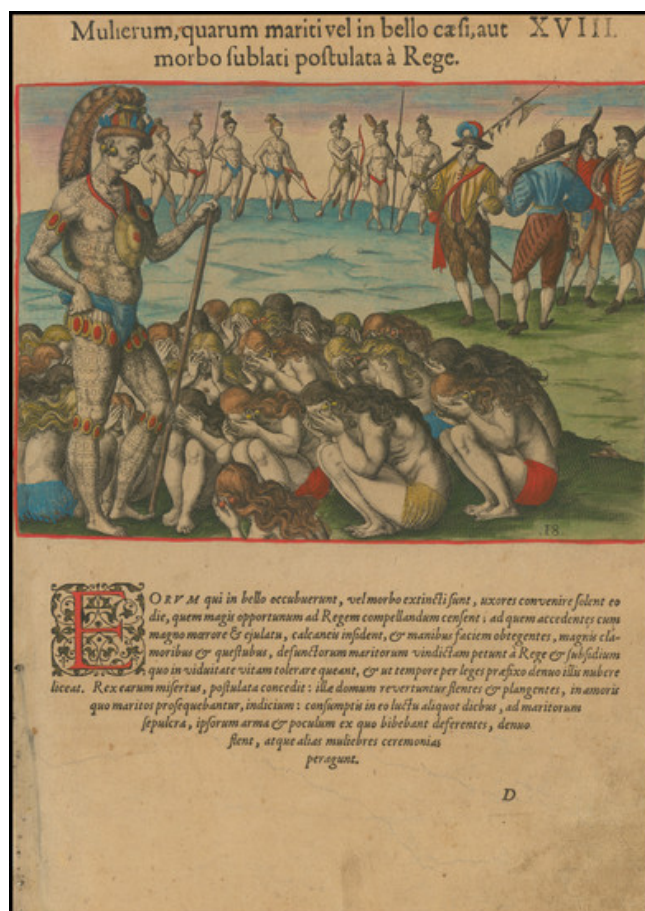 Mulierum, quarum mariti vel in bello cæſi, aut XVIII.
morbo ſublati poſtulata à Rege.
.18.
EORVM qui in bello occubuerunt, vel morbo extincti ſunt, uxores convenire ſolent eo
die, quem magis opportunum ad Regem compellandum cenſent: ad quem accedentes cum
magno mœrore & ejulatu, calcaneis inſident, & manibus faciem obtegentes, magnis cla-
moribus & queſtubus, defunctorum maritorum vindictam petunt à Rege & ſubſidium
quo in viduitate vitam tolerare queant, & ut tempore per leges præfixo denuo illis nubere
liceat. Rex earum miſertus, poſtulata concedit: illæ domum revertuntur flentes & plangentes, in amoris
quo maritos proſequebantur, indicium: conſumptis in eo luctu aliquot diebus, ad maritorum
ſepulcra, ipſorum arma & poculum ex quo bibebant deferentes, denuo
flent, atque alias muliebres ceremonias
peragunt.
D